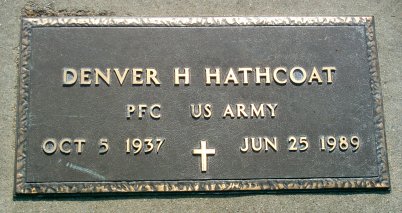 DENVER H HATHCOAT
PFC US ARMY
OCT 5 1937 JUN 25 1989